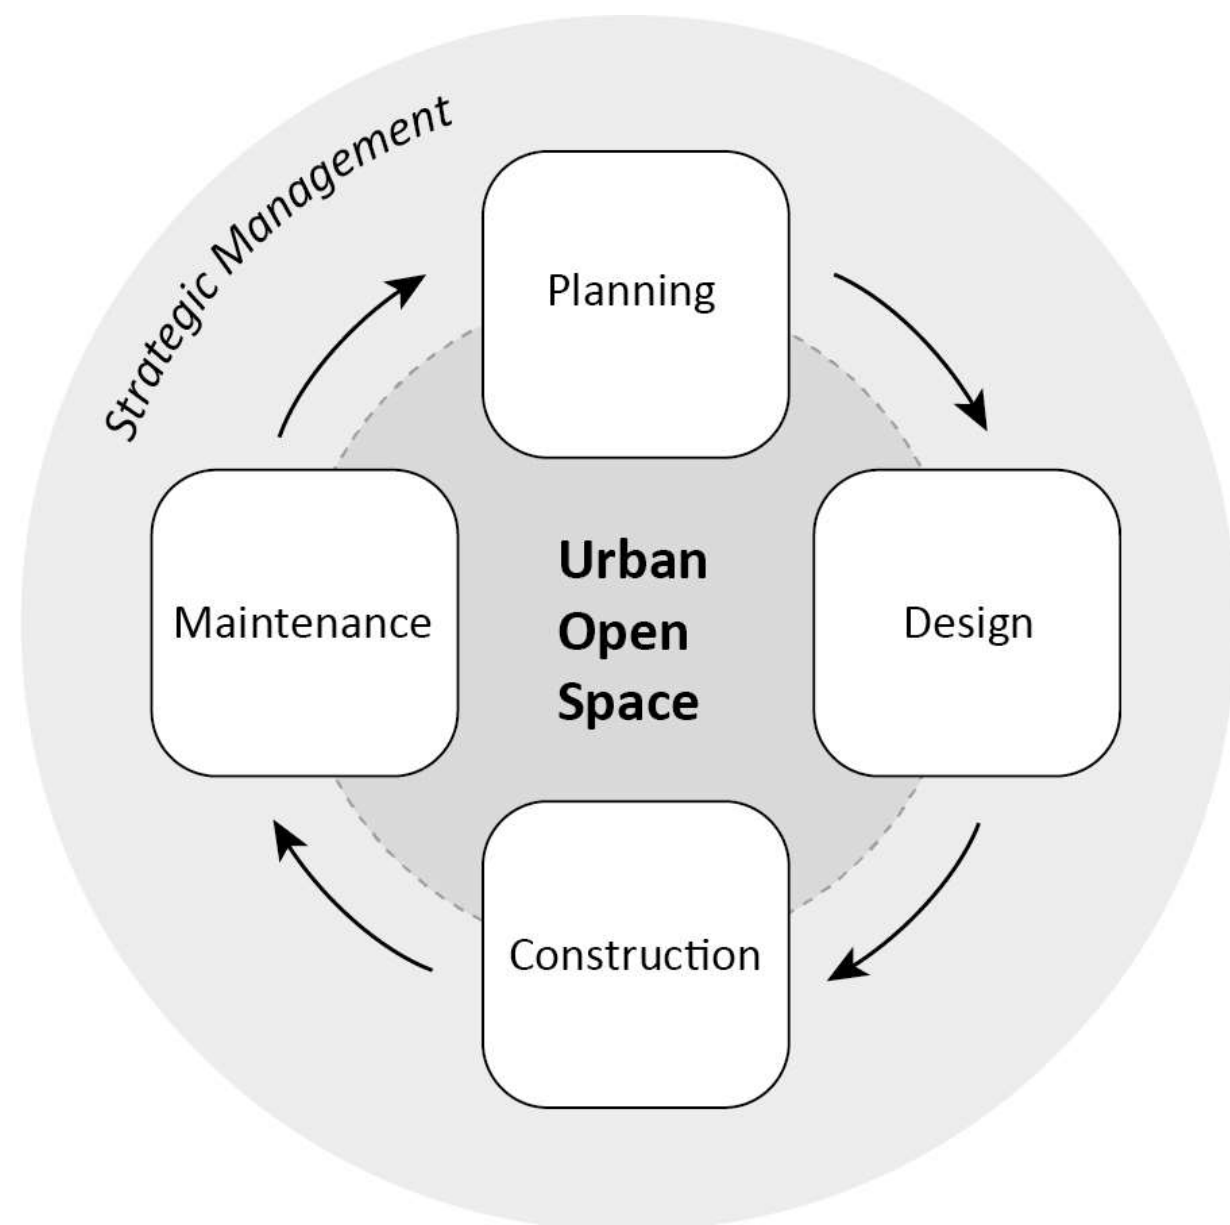 Strategic Management
Planning
Maintenance
Urban
Open
Space
Design
Construction